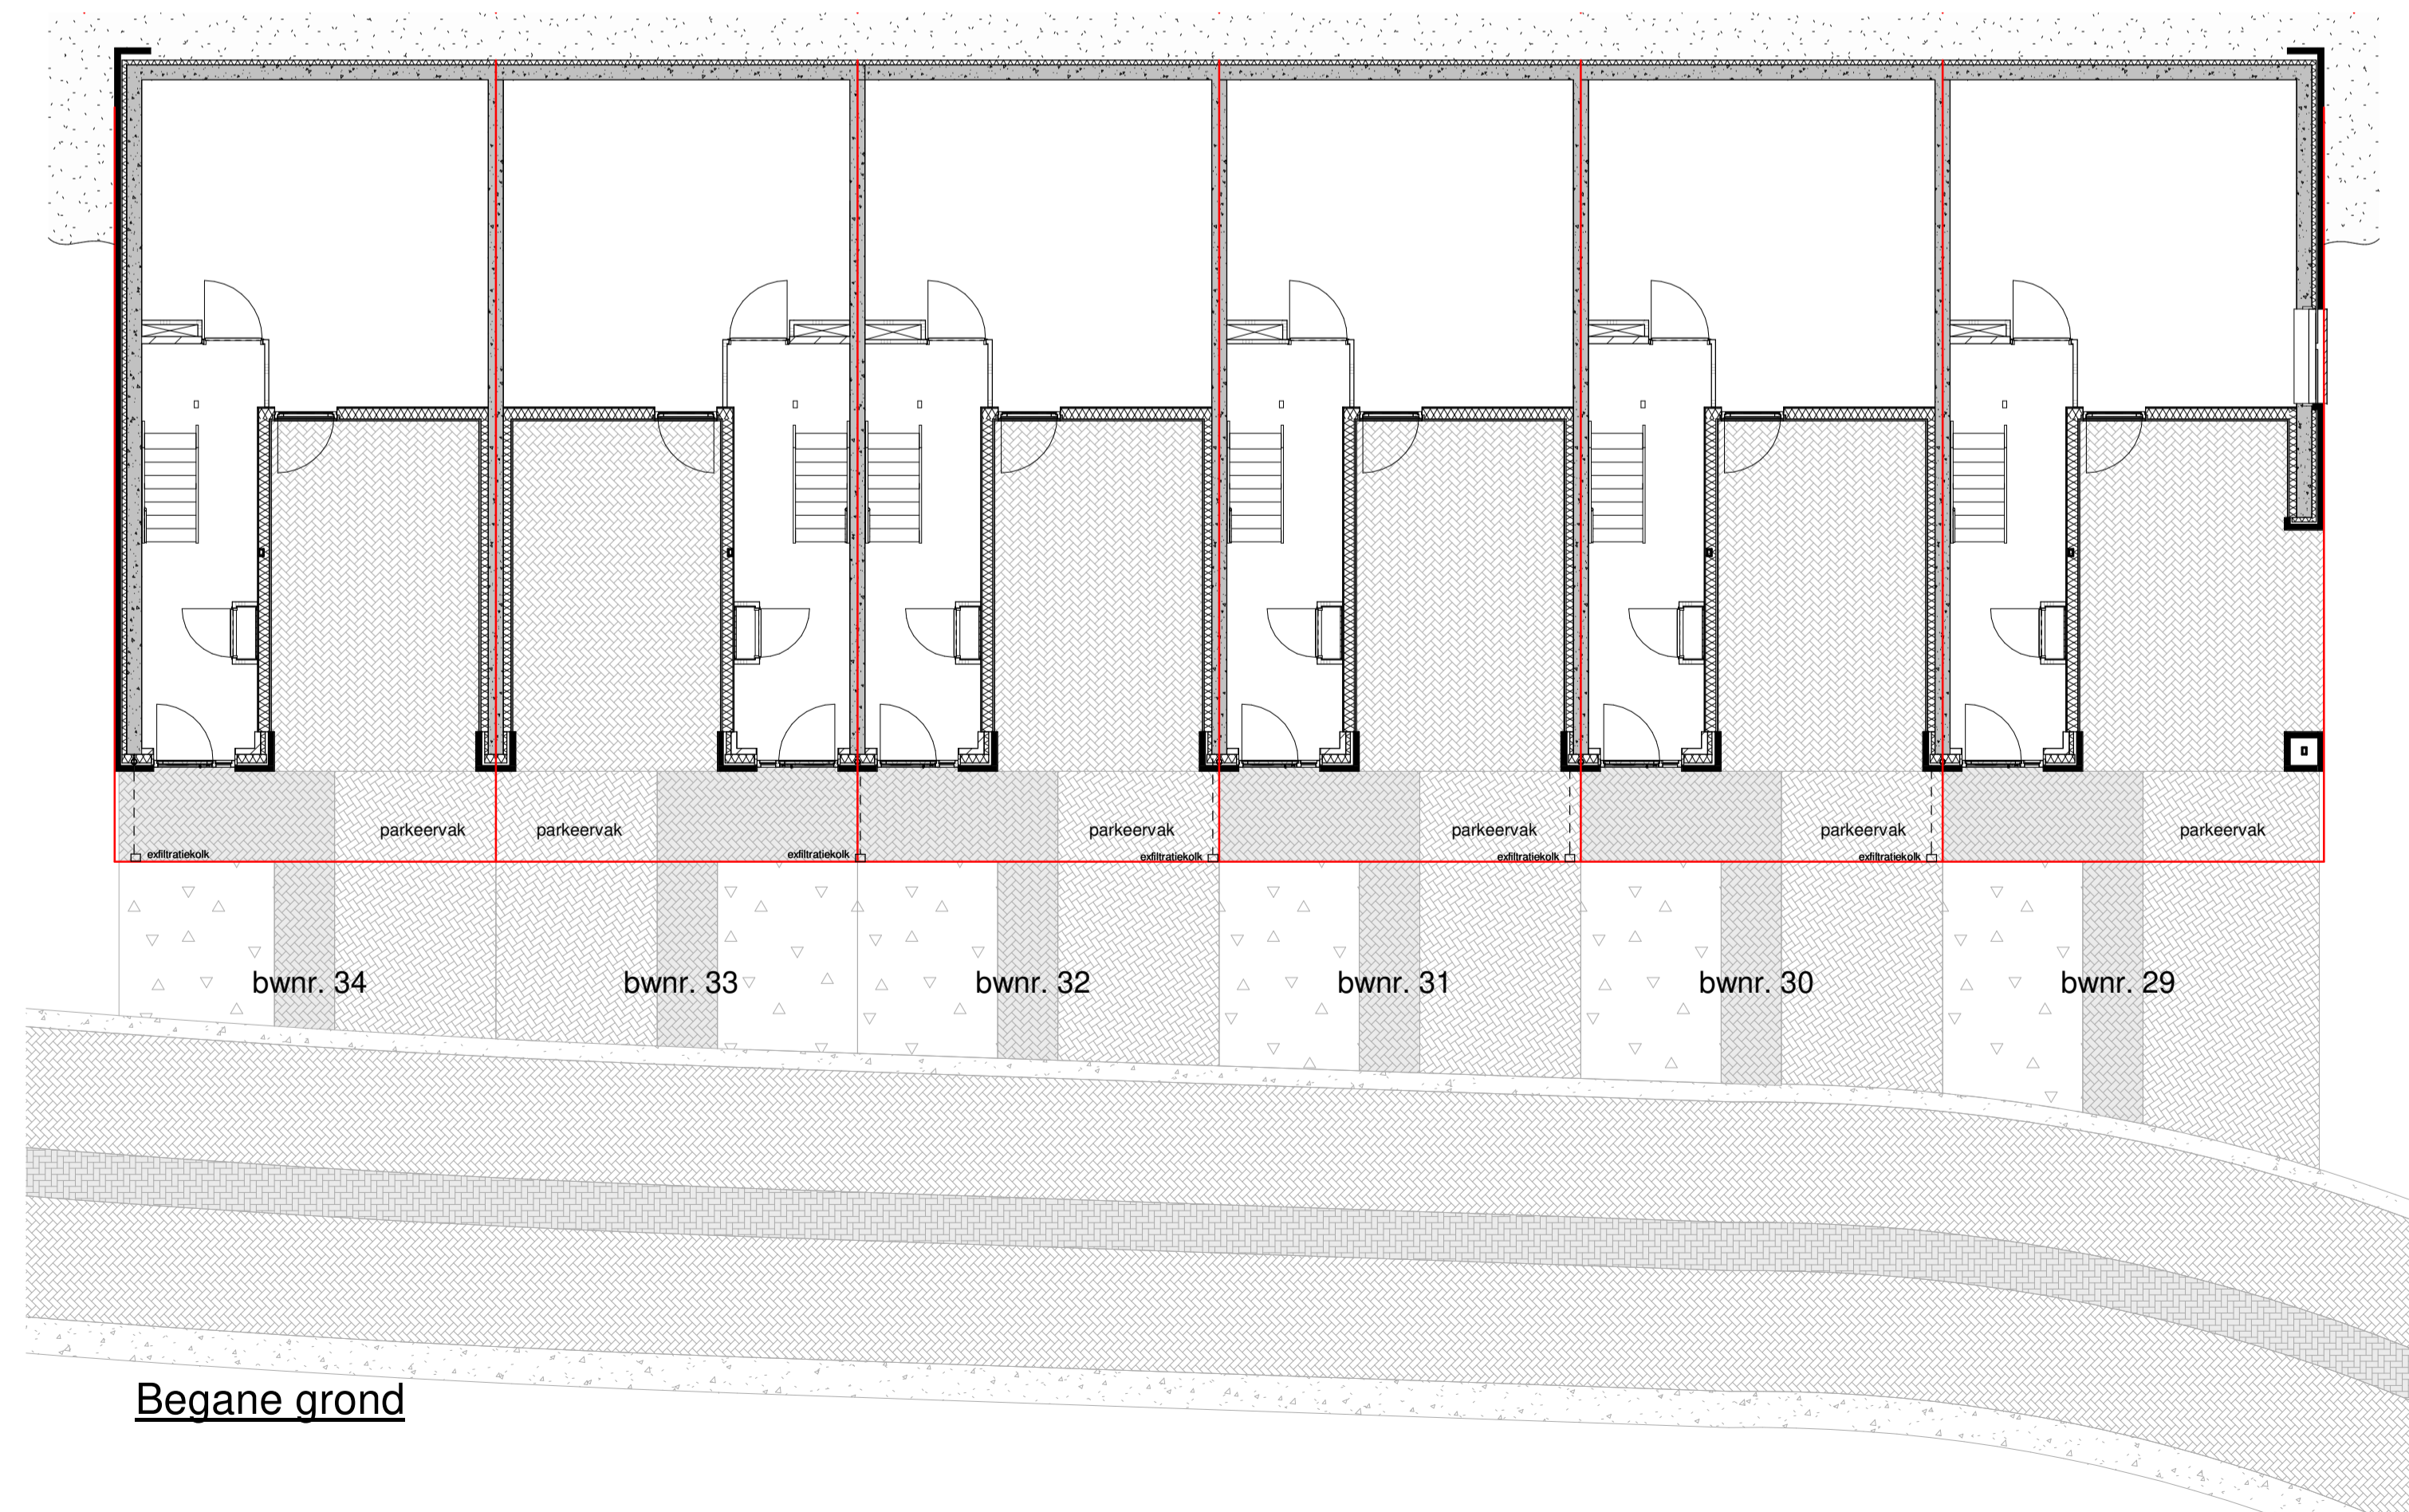 parkeervak parkeervak parkeervak parkeervak parkeervak parkeervak
exfiltratiekolk exfiltratiekolk exfiltratiekolk exfiltratiekolk exfiltratiekolk
bwnr. 34 bwnr. 33 bwnr. 32 bwnr. 31 bwnr. 30 bwnr. 29
Begane grond